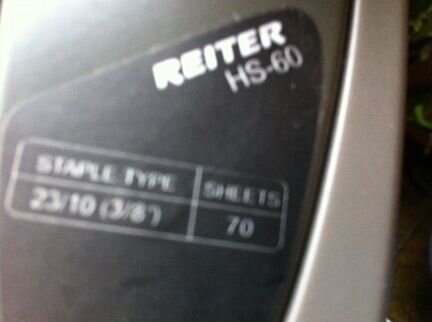 REITER
HS-60
STAPLE TYPE SHEETS
23/10 (3/8") 70